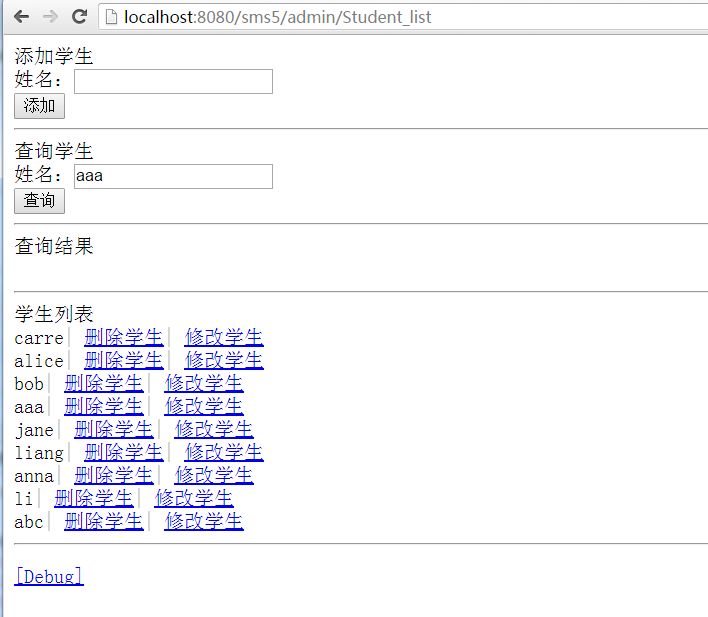 localhost:8080/sms5/admin/Student_list
添加学生
姓名：
添加
查询学生
姓名：aaa
查询
查询结果
学生列表
carre| 删除学生| 修改学生
alice| 删除学生| 修改学生
bob| 删除学生| 修改学生
aaa| 删除学生| 修改学生
jane| 删除学生| 修改学生
liang| 删除学生| 修改学生
anna| 删除学生| 修改学生
li| 删除学生| 修改学生
abc| 删除学生| 修改学生
[Debug]